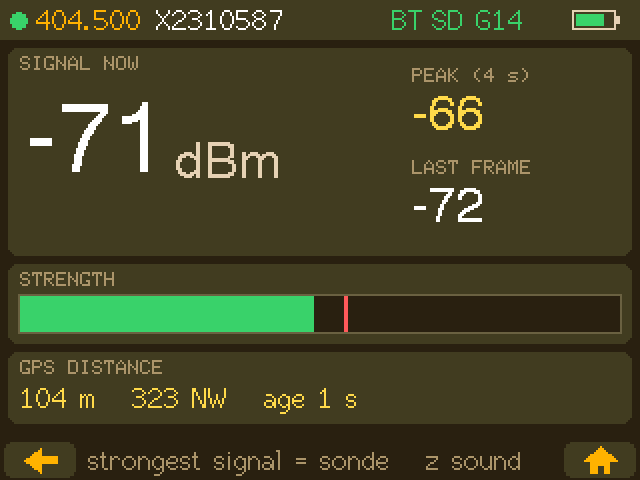 404.500 X2310587 BT SD G14
SIGNAL NOW
-71 dBm
PEAK (4 s)
-66
LAST FRAME
-72
STRENGTH
GPS DISTANCE
104 m 323 NW age 1 s
strongest signal = sonde z sound